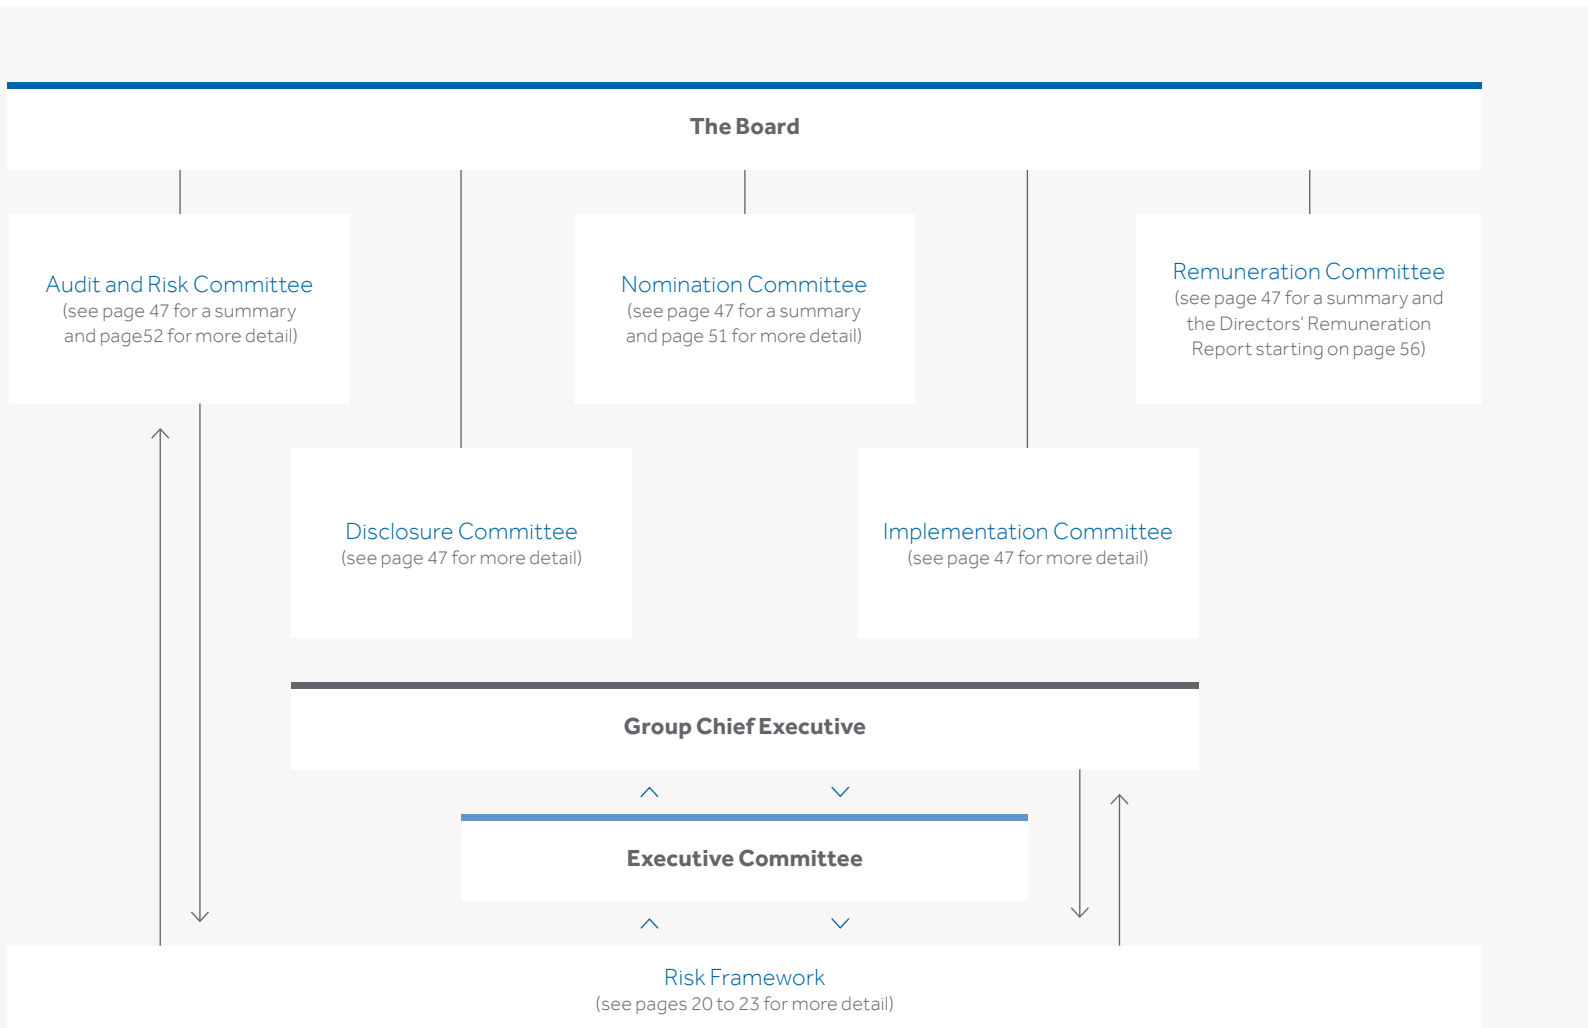 The Board
Audit and Risk Committee
(see page 47 for a summary
and page52 for more detail)
Nomination Committee
(see page 47 for a summary
and page 51 for more detail)
Remuneration Committee
(see page 47 for a summary and
the Directors’ Remuneration
Report starting on page 56)
Disclosure Committee
(see page 47 for more detail)
Implementation Committee
(see page 47 for more detail)
Group Chief Executive
Executive Committee
Risk Framework
(see pages 20 to 23 for more detail)